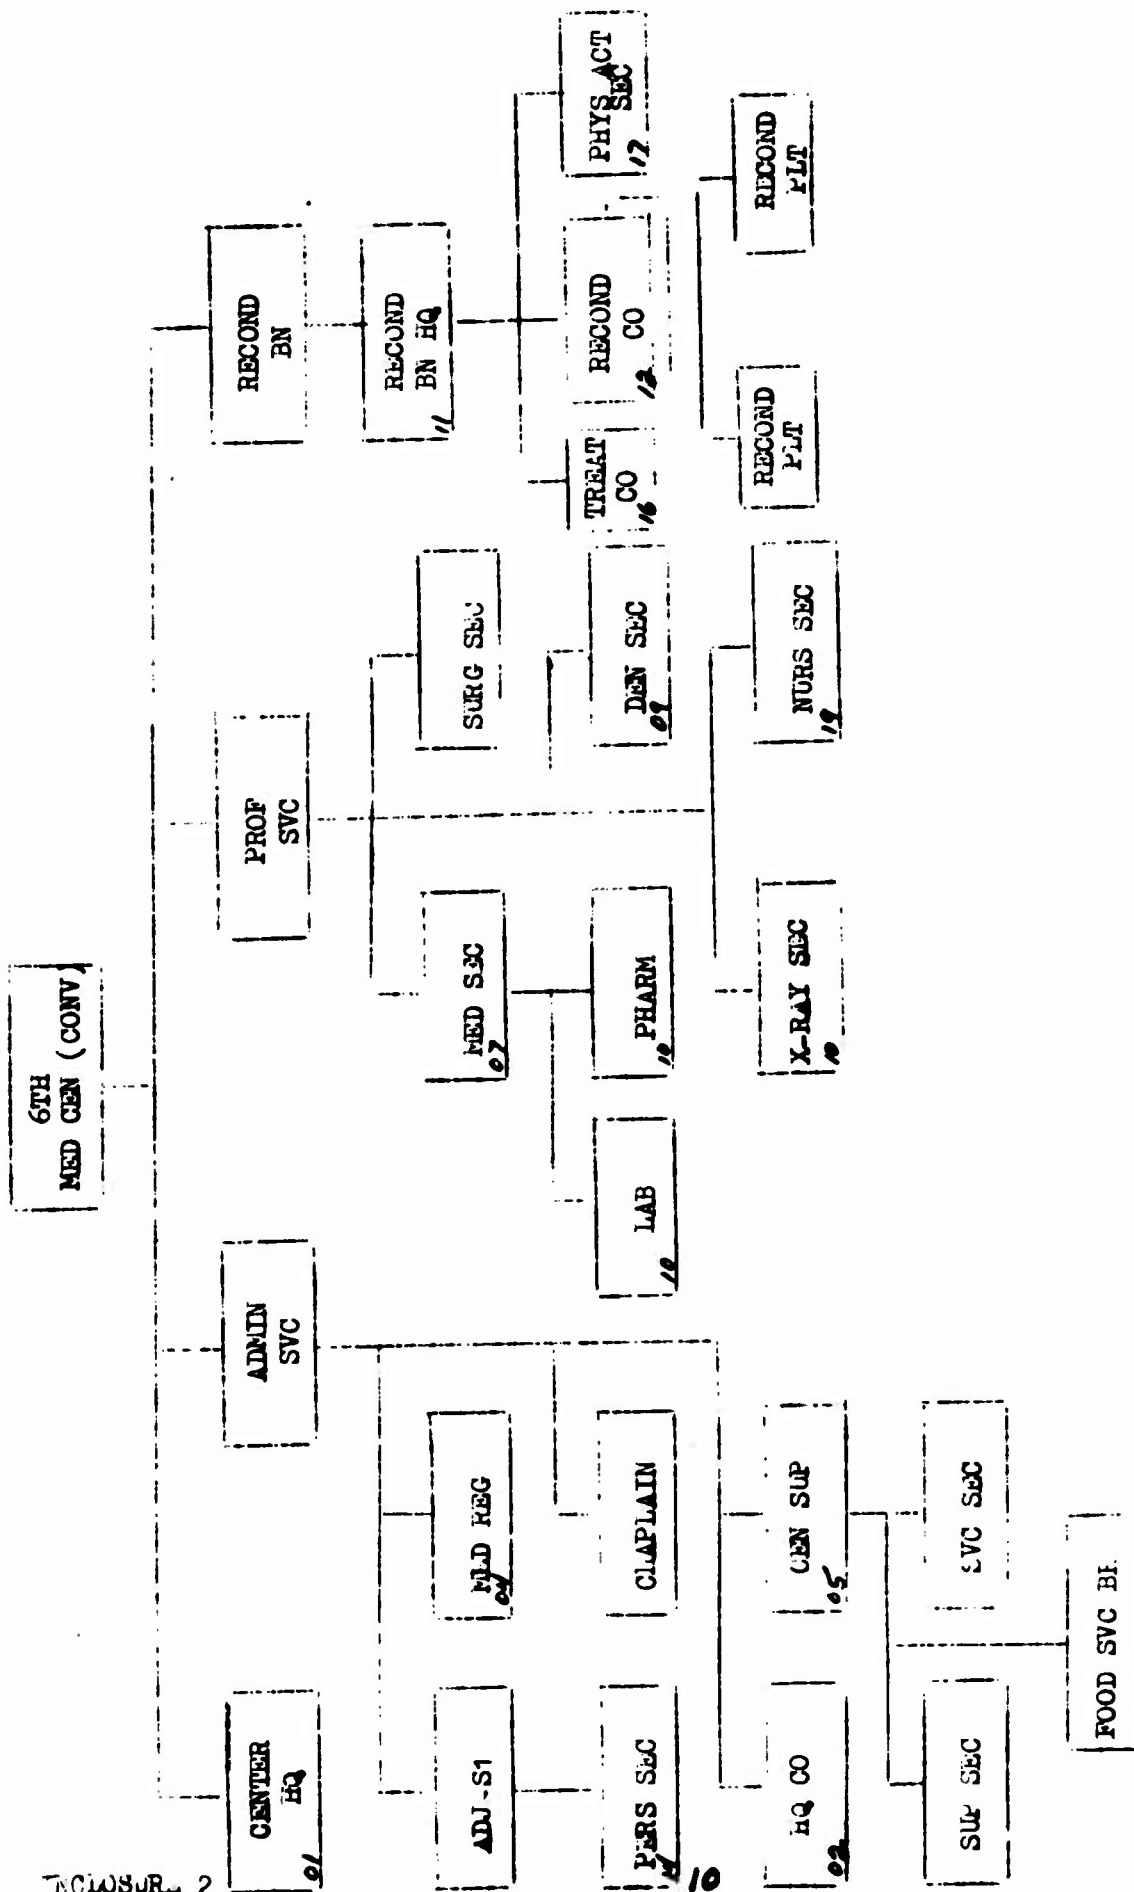 6TH
MED CEN (CONV)
CENTER
HQ
01
ADMIN
SVC
PROF
SVC
RECOND
BN
ADJ-S1
MED REG
04
MED SEC
07
SURG SEC
RECOND
BN HQ
11
PERS SEC
CLAPLAIN
LAB
10
PHARM
10
DEN SEC
09
TREAT
CO
16
RECOND
CO
12
PHYS ACT
SEC
17
HQ CO
02
CEN SUP
05
X-RAY SEC
10
NURS SEC
19
RECOND
PLT
RECOND
PLT
SUP SEC
SVC SEC
FOOD SVC BR
10
ENCLOSURE 2